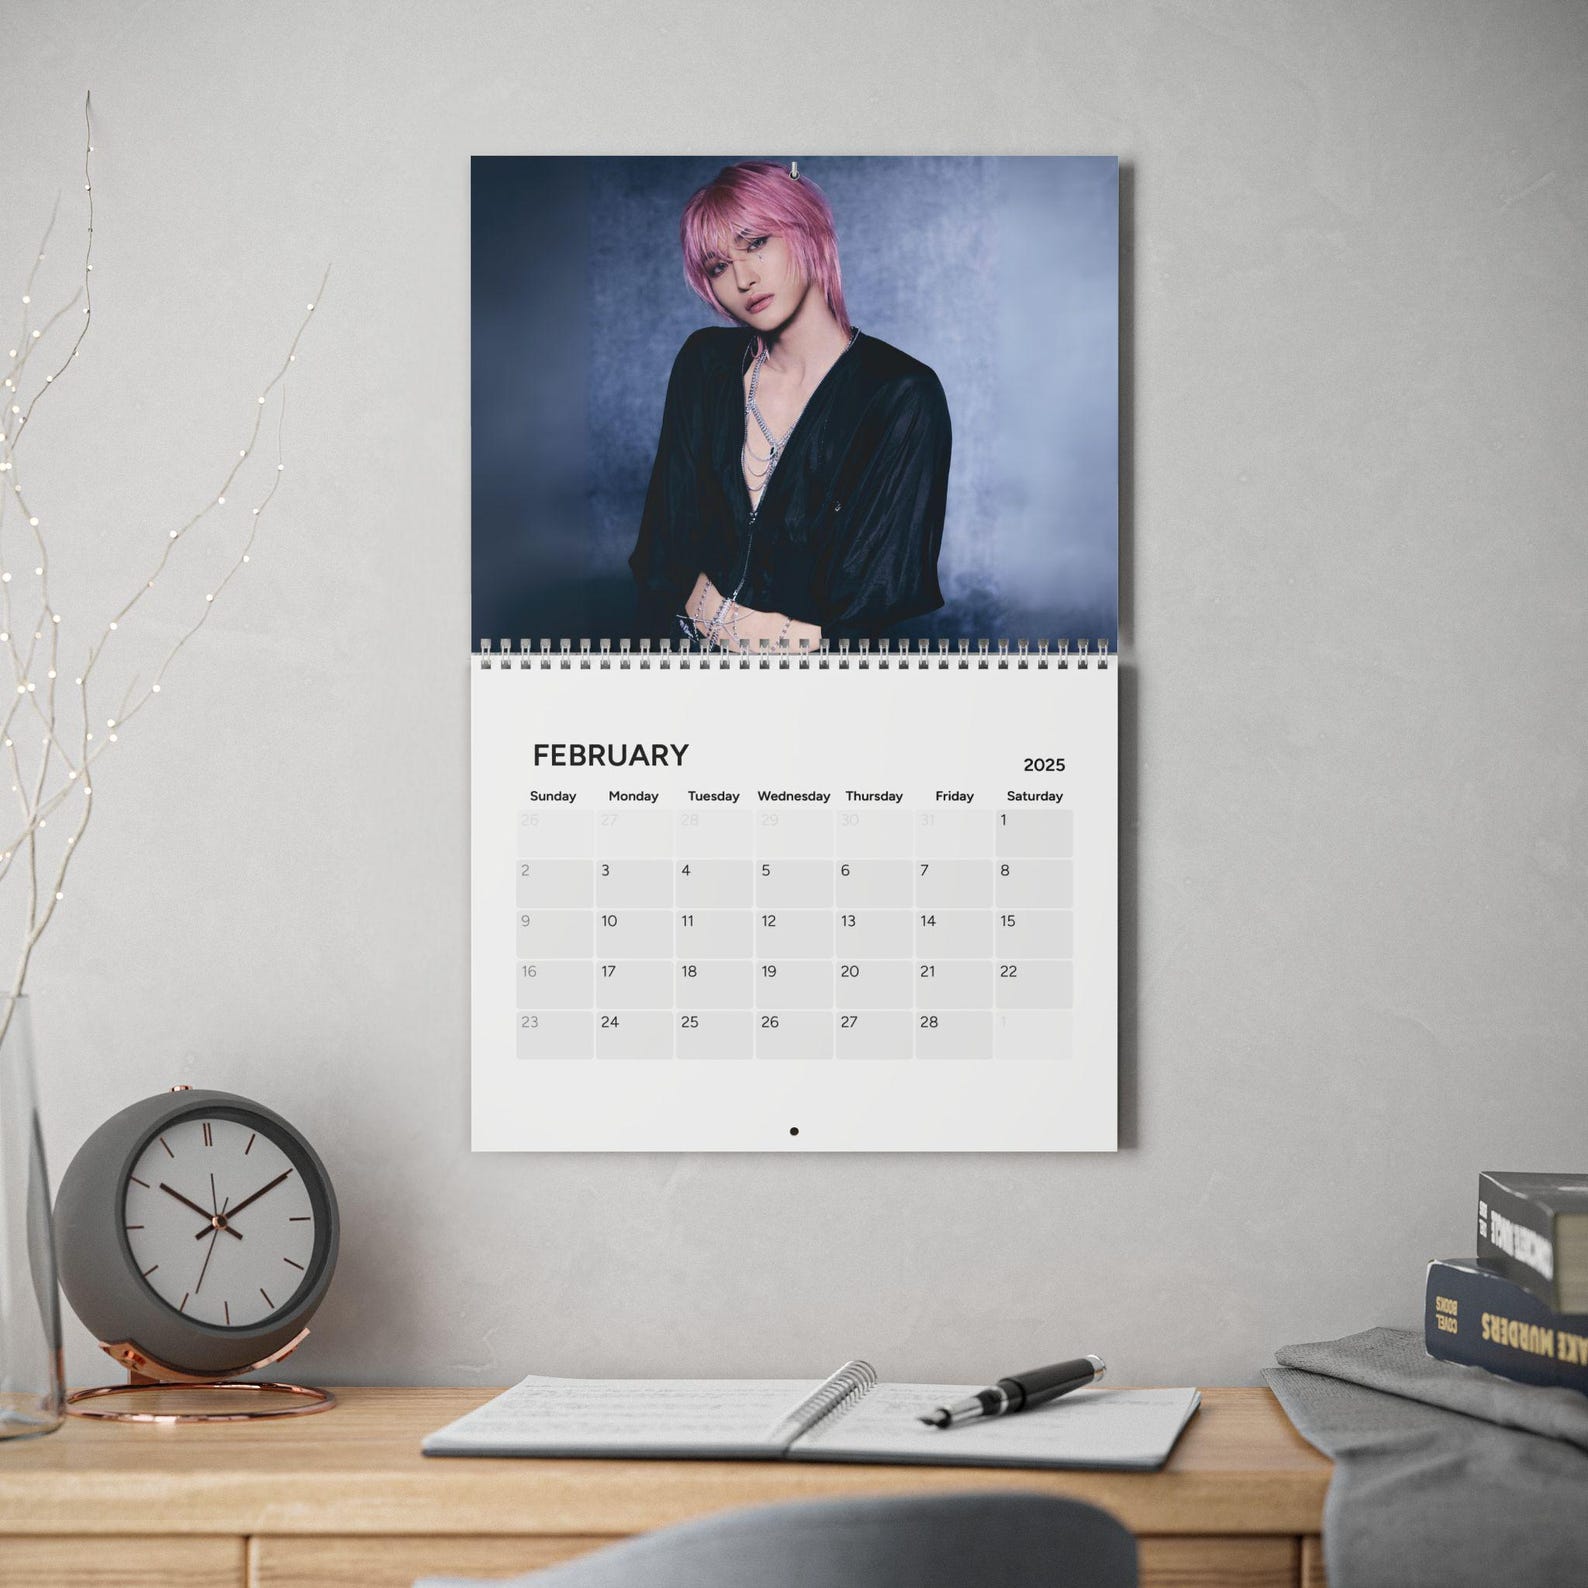 FEBRUARY
2025
Sunday Monday Tuesday Wednesday Thursday Friday Saturday
26 27 28 29 30 31 1
2 3 4 5 6 7 8
9 10 11 12 13 14 15
16 17 18 19 20 21 22
23 24 25 26 27 28 1
COVEL
BOOKS
AKE MURDERS